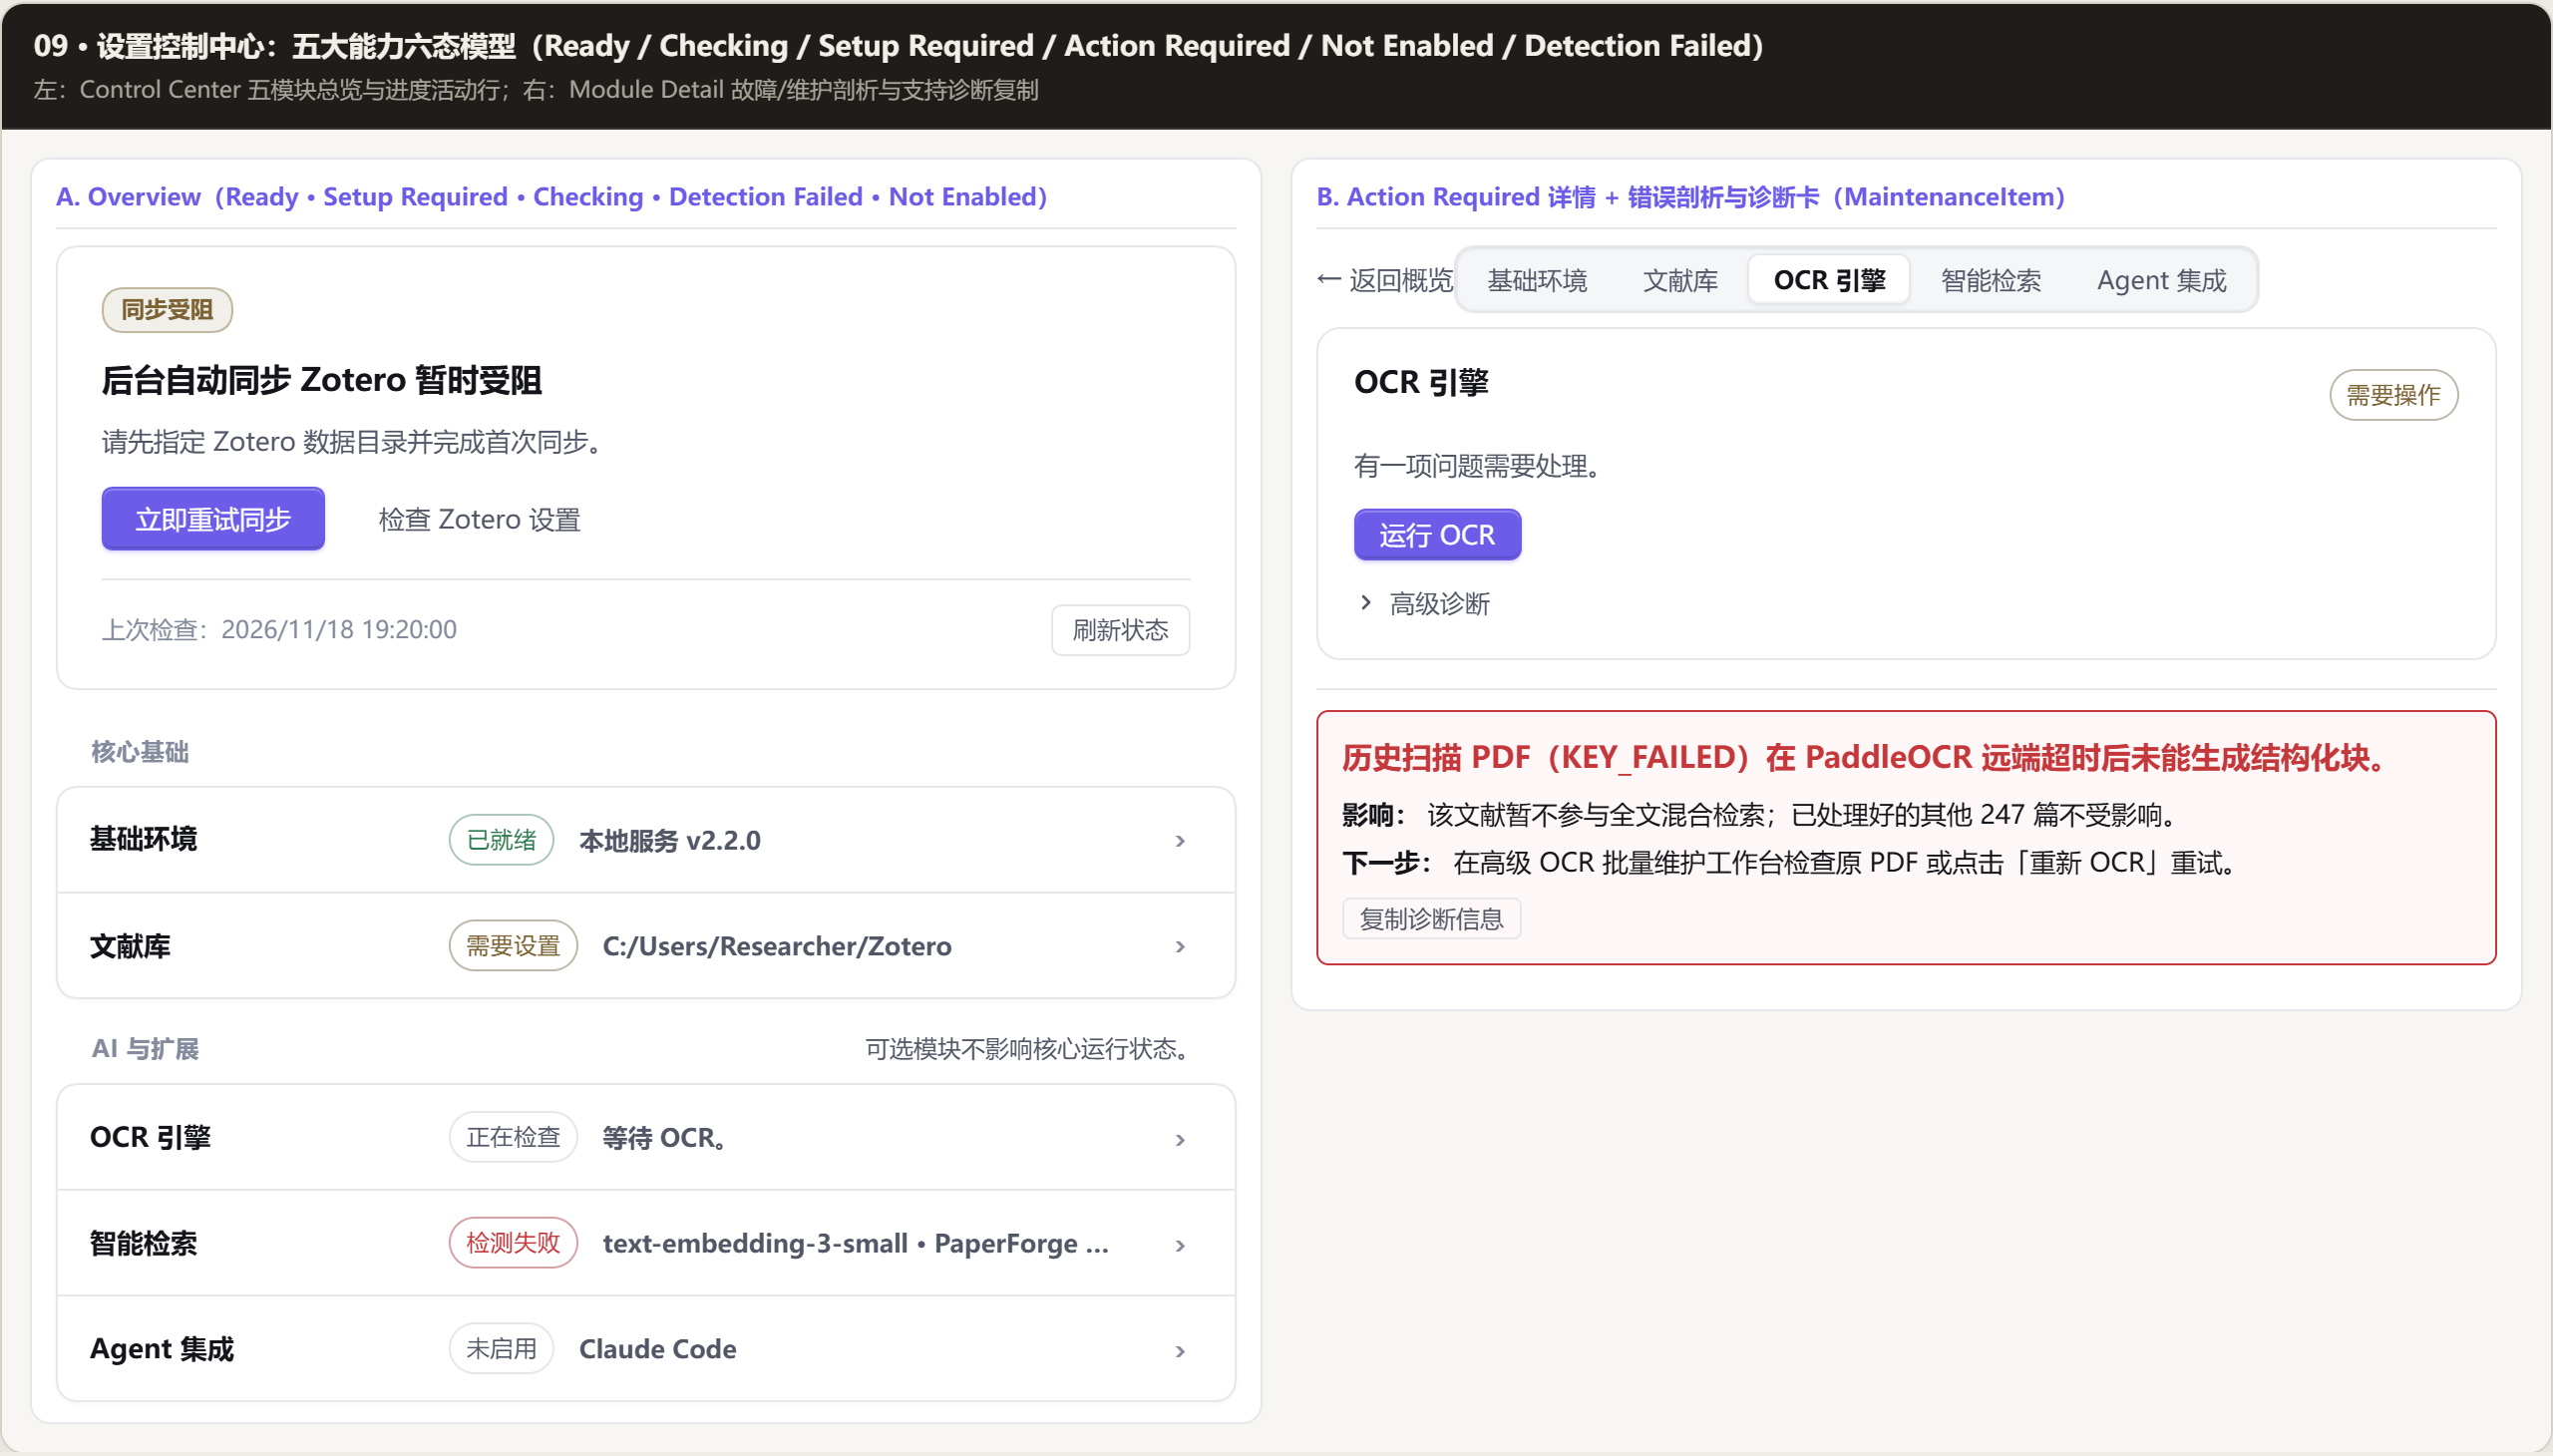 09 • 设置控制中心：五大能力六态模型（Ready / Checking / Setup Required / Action Required / Not Enabled / Detection Failed）
左：Control Center 五模块总览与进度活动行；右：Module Detail 故障/维护剖析与支持诊断复制
A. Overview（Ready • Setup Required • Checking • Detection Failed • Not Enabled）
同步受阻
后台自动同步 Zotero 暂时受阻
请先指定 Zotero 数据目录并完成首次同步。
立即重试同步 检查 Zotero 设置
上次检查：2026/11/18 19:20:00 刷新状态
核心基础
基础环境 已就绪 本地服务 v2.2.0 ›
文献库 需要设置 C:/Users/Researcher/Zotero ›
AI 与扩展 可选模块不影响核心运行状态。
OCR 引擎 正在检查 等待 OCR。 ›
智能检索 检测失败 text-embedding-3-small • PaperForge ... ›
Agent 集成 未启用 Claude Code ›
B. Action Required 详情 + 错误剖析与诊断卡（MaintenanceItem）
← 返回概览 基础环境 文献库 OCR 引擎 智能检索 Agent 集成
OCR 引擎 需要操作
有一项问题需要处理。
运行 OCR
› 高级诊断
历史扫描 PDF（KEY_FAILED）在 PaddleOCR 远端超时后未能生成结构化块。
影响： 该文献暂不参与全文混合检索；已处理好的其他 247 篇不受影响。
下一步： 在高级 OCR 批量维护工作台检查原 PDF 或点击「重新 OCR」重试。
复制诊断信息